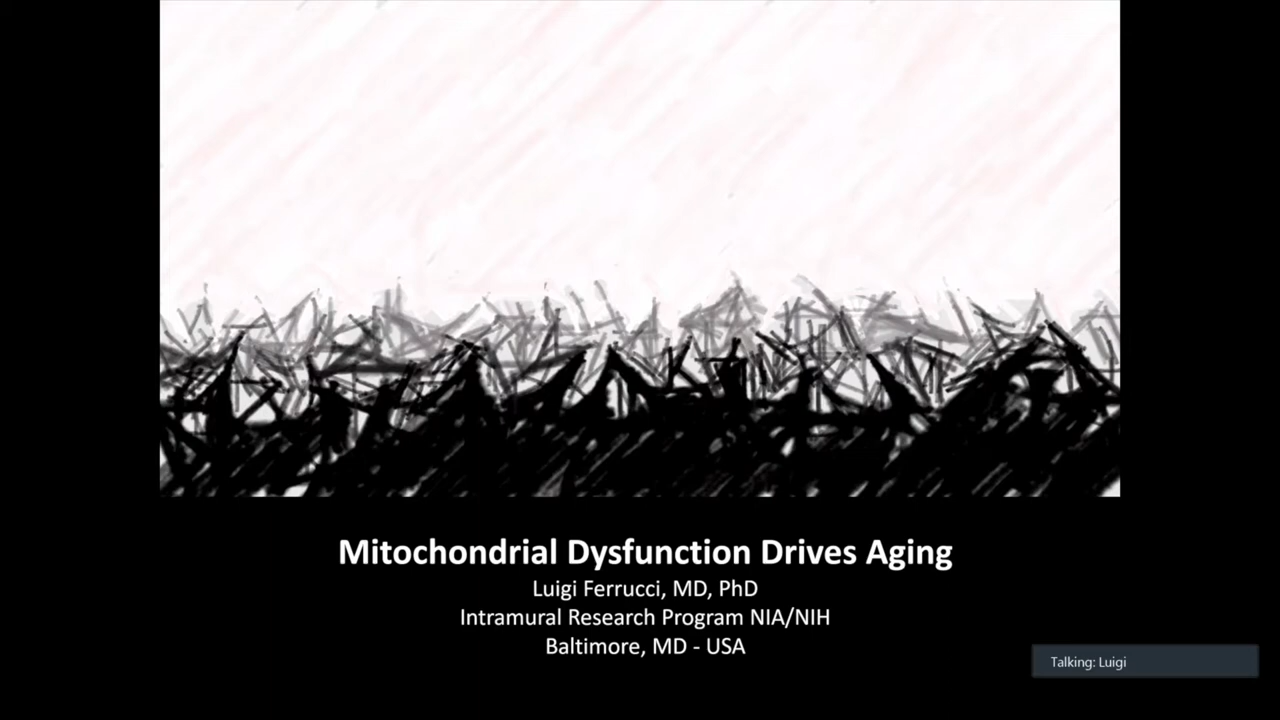 Mitochondrial Dysfunction Drives Aging
Luigi Ferrucci, MD, PhD
Intramural Research Program NIA/NIH
Baltimore, MD - USA
Talking: Luigi